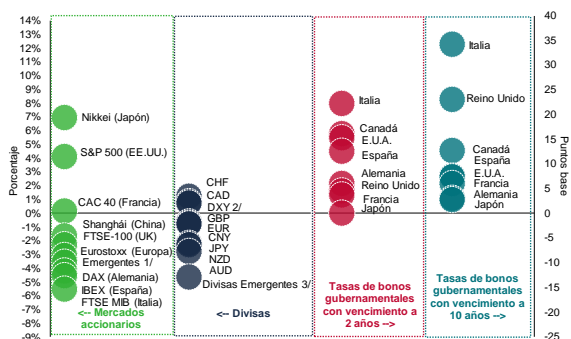 14%
13%
12%
11%
10%
9%
8%
7%
6%
5%
4%
3%
2%
1%
0%
-1%
-2%
-3%
-4%
-5%
-6%
-7%
-8%
-9%
Porcentaje
Nikkei (Japón)
S&P 500 (EE.UU.)
CAC 40 (Francia)
Shanghái (China)
FTSE-100 (UK)
Eurostoxx (Europa)
Emergentes 1/
DAX (Alemania)
IBEX (España)
FTSE MIB (Italia)
<-- Mercados
accionarios
CHF
CAD
DXY 2/
GBP
EUR
CNY
JPY
NZD
AUD
Divisas Emergentes 3/
<-- Divisas
Italia
Canadá
E.U.A.
España
Alemania
Reino Unido
Francia
Japón
Tasas de bonos
gubernamentales
con vencimiento a
2 años -->
Italia
Reino Unido
Canadá
España
E.U.A.
Francia
Alemania
Japón
Tasas de bonos
gubernamentales
con vencimiento a
10 años -->
40
35
30
25
20
15
10
5
0
-5
-10
-15
-20
-25
Puntos base